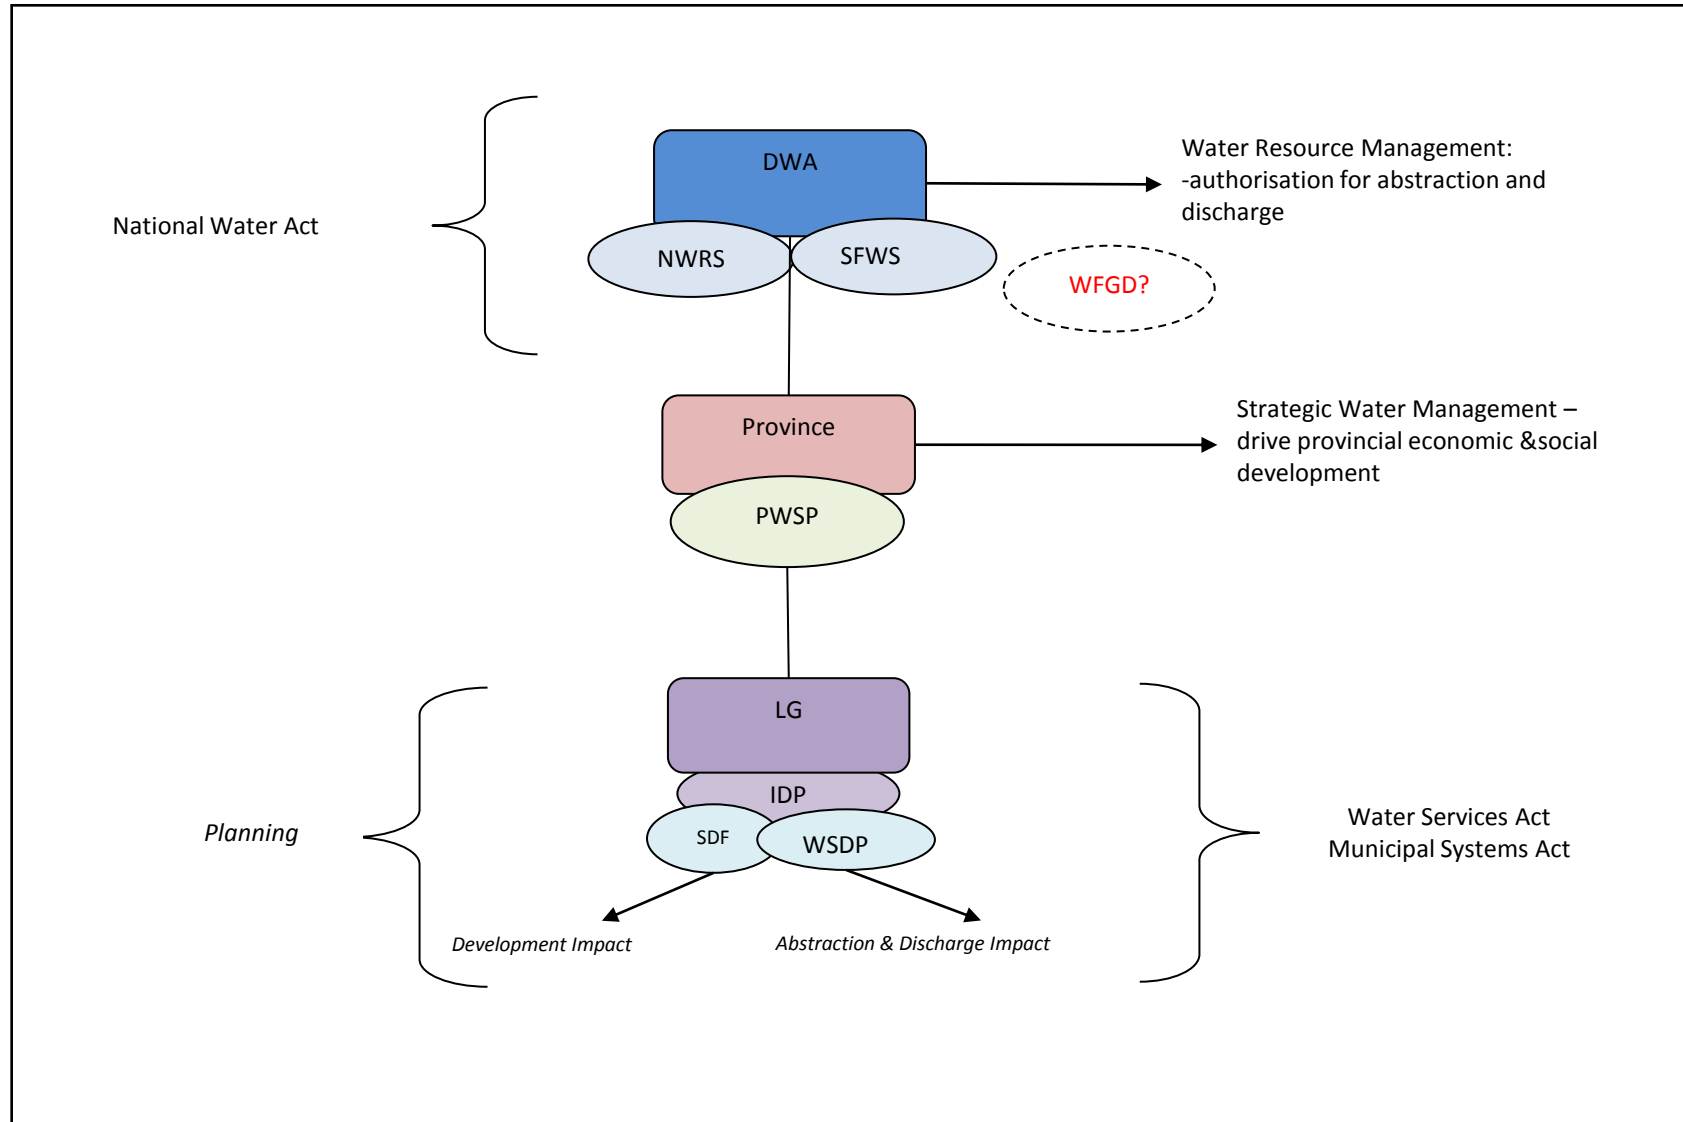 DWA
Water Resource Management:
-authorisation for abstraction and
discharge
National Water Act
NWRS
SFWS
WFGD?
Province
Strategic Water Management –
drive provincial economic &social
development
PWSP
LG
IDP
SDF
WSDP
Planning
Water Services Act
Municipal Systems Act
Development Impact
Abstraction & Discharge Impact